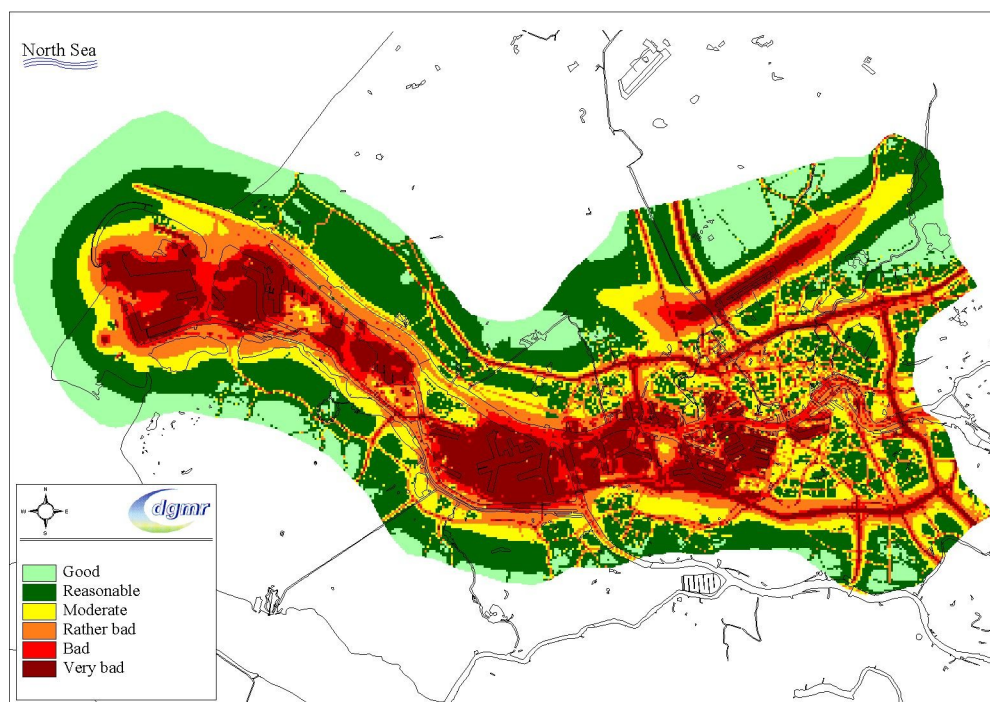 North Sea
N
W E
S
dgmr
Good
Reasonable
Moderate
Rather bad
Bad
Very bad